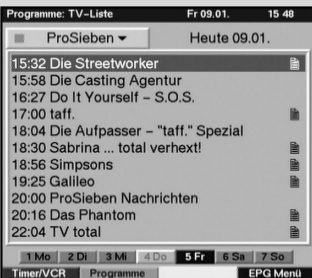 Programme: TV-Liste Fr 09.01. 15 48
ProSieben Heute 09.01.
15:32 Die Streetworker
15:58 Die Casting Agentur
16:27 Do It Yourself – S.O.S.
17:00 taff.
18:04 Die Aufpasser – "taff." Spezial
18:30 Sabrina ... total verhext!
18:56 Simpsons
19:25 Galileo
20:00 ProSieben Nachrichten
20:16 Das Phantom
22:04 TV total
1 Mo 2 Di 3 Mi 4 Do 5 Fr 6 Sa 7 So
Timer/VCR Programme EPG Menü